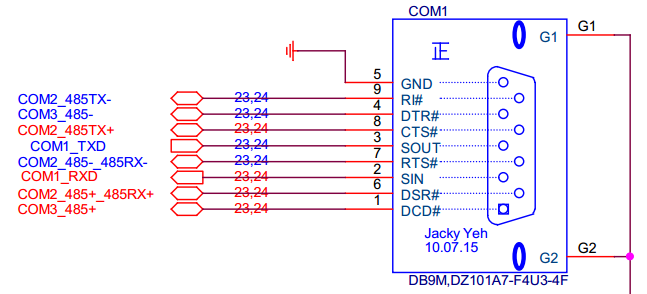 COM1
G1
G1
正
5
GND
COM2_485TX- 23,24 9 RI#
COM3_485- 23,24 4 DTR#
COM2_485TX+ 23,24 8 CTS#
COM1_TXD 23,24 3 SOUT
COM2_485-_485RX- 23,24 7 RTS#
COM1_RXD 23,24 2 SIN
COM2_485+_485RX+ 23,24 6 DSR#
COM3_485+ 23,24 1 DCD#
Jacky Yeh
10.07.15
G2
G2
DB9M,DZ101A7-F4U3-4F